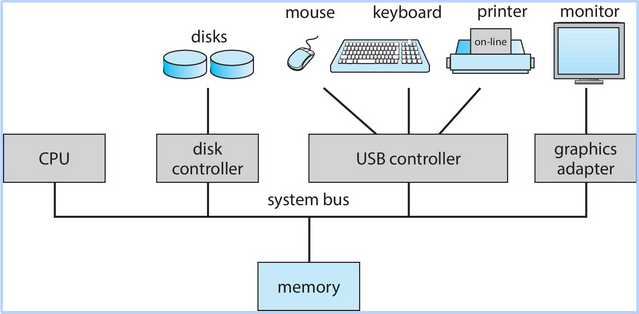 mouse
keyboard
printer
monitor
disks
on-line
CPU
disk
controller
USB controller
graphics
adapter
system bus
memory